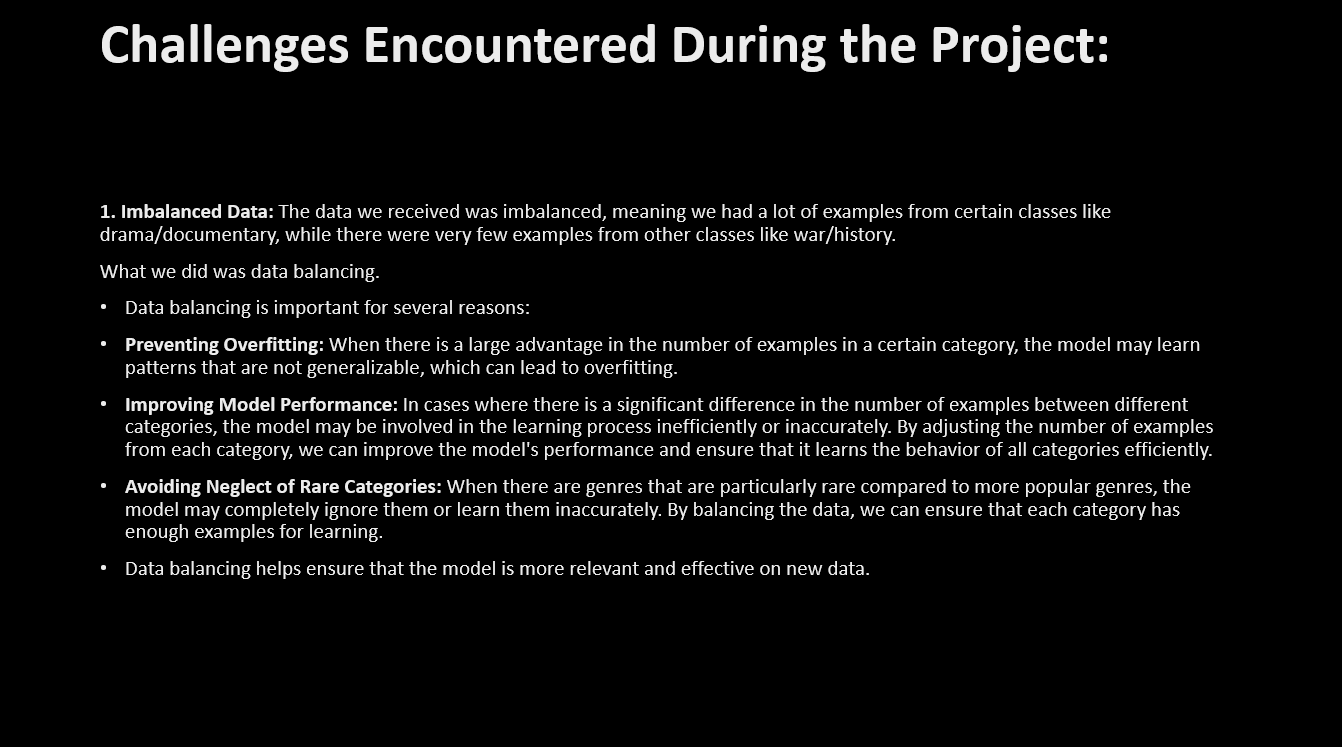 Challenges Encountered During the Project:
1. Imbalanced Data: The data we received was imbalanced, meaning we had a lot of examples from certain classes like
drama/documentary, while there were very few examples from other classes like war/history.
What we did was data balancing.
• Data balancing is important for several reasons:
• Preventing Overfitting: When there is a large advantage in the number of examples in a certain category, the model may learn
patterns that are not generalizable, which can lead to overfitting.
• Improving Model Performance: In cases where there is a significant difference in the number of examples between different
categories, the model may be involved in the learning process inefficiently or inaccurately. By adjusting the number of examples
from each category, we can improve the model's performance and ensure that it learns the behavior of all categories efficiently.
• Avoiding Neglect of Rare Categories: When there are genres that are particularly rare compared to more popular genres, the
model may completely ignore them or learn them inaccurately. By balancing the data, we can ensure that each category has
enough examples for learning.
• Data balancing helps ensure that the model is more relevant and effective on new data.